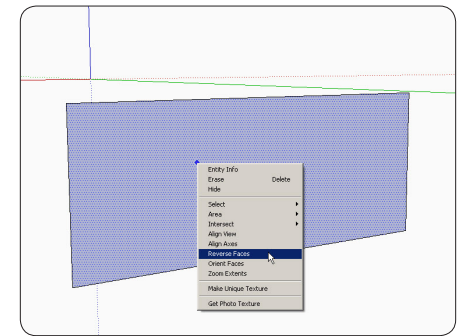 Entity Info
Erase Delete
Hide
Select
Area
Intersect
Align View
Align Axes
Reverse Faces
Orient Faces
Zoom Extents
Make Unique Texture
Get Photo Texture